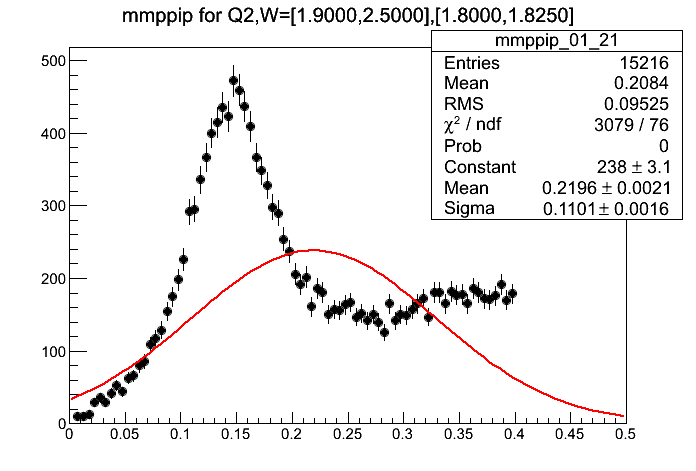 mmppip for Q2,W=[1.9000,2.5000],[1.8000,1.8250]
mmppip_01_21
Entries 15216
Mean 0.2084
RMS 0.09525
χ² / ndf 3079 / 76
Prob 0
Constant 238 ± 3.1
Mean 0.2196 ± 0.0021
Sigma 0.1101 ± 0.0016
500
400
300
200
100
0
0 0.05 0.1 0.15 0.2 0.25 0.3 0.35 0.4 0.45 0.5